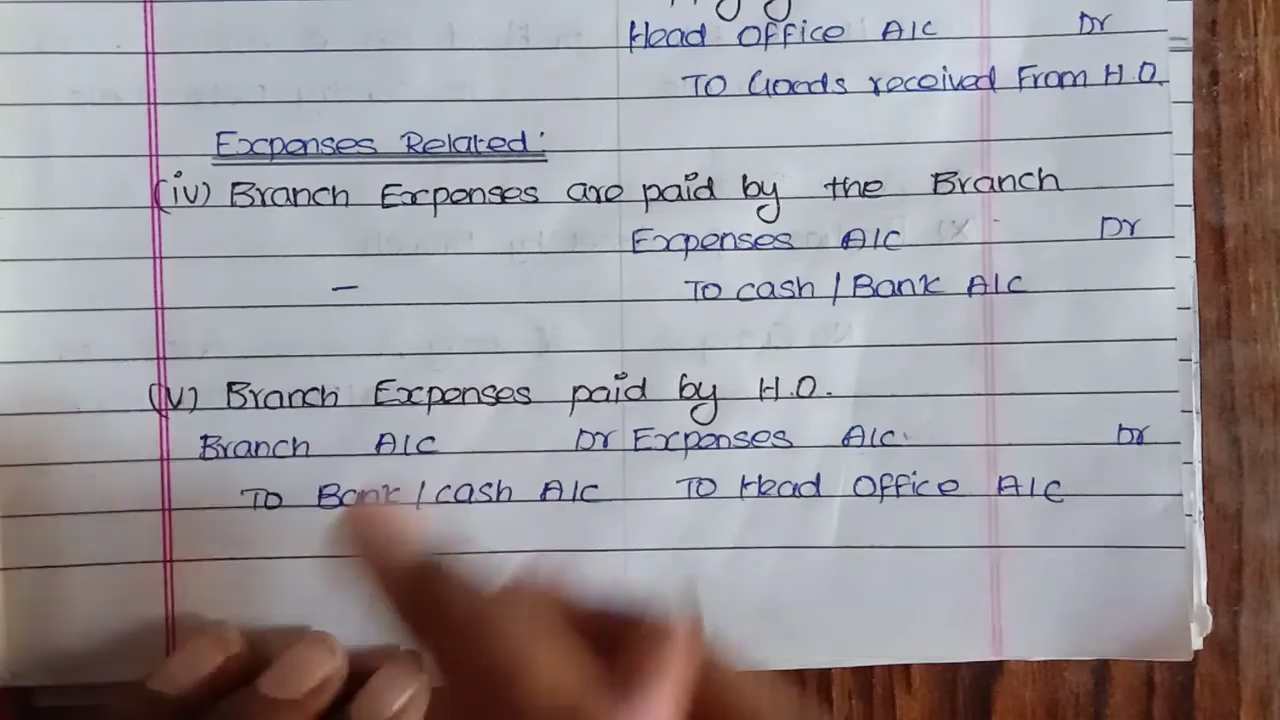 Head Office A/C Dr
TO Goods received From H.O.
Expenses Related:
(iv) Branch Expenses are paid by the Branch
Expenses A/C Dr
– TO cash / Bank A/C
(v) Branch Expenses paid by H.O.
Branch A/C Dr Expenses A/C. Dr
TO Bank / cash A/C TO Head Office A/C